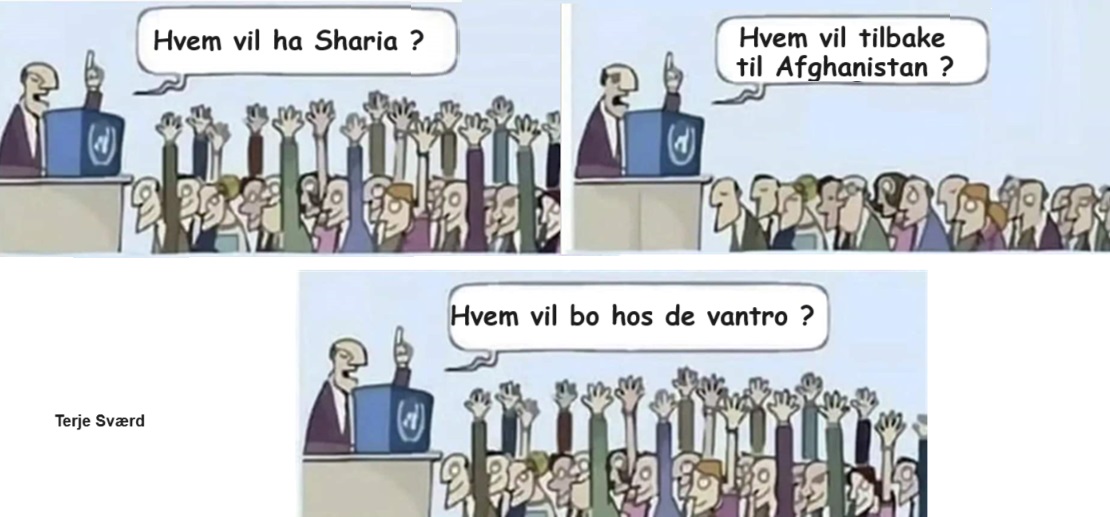 Hvem vil ha Sharia ?
Hvem vil tilbake
til Afghanistan ?
Hvem vil bo hos de vantro ?
Terje Sværd